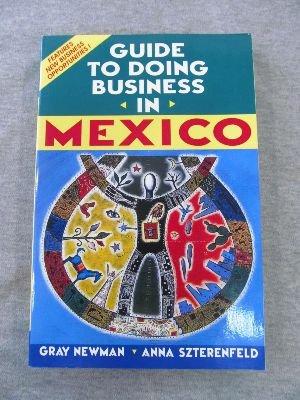 FEATURES
NEW BUSINESS
OPPORTUNITIES!
GUIDE
TO DOING
BUSINESS
IN
MEXICO
GRAY NEWMAN ▾ ANNA SZTERENFELD